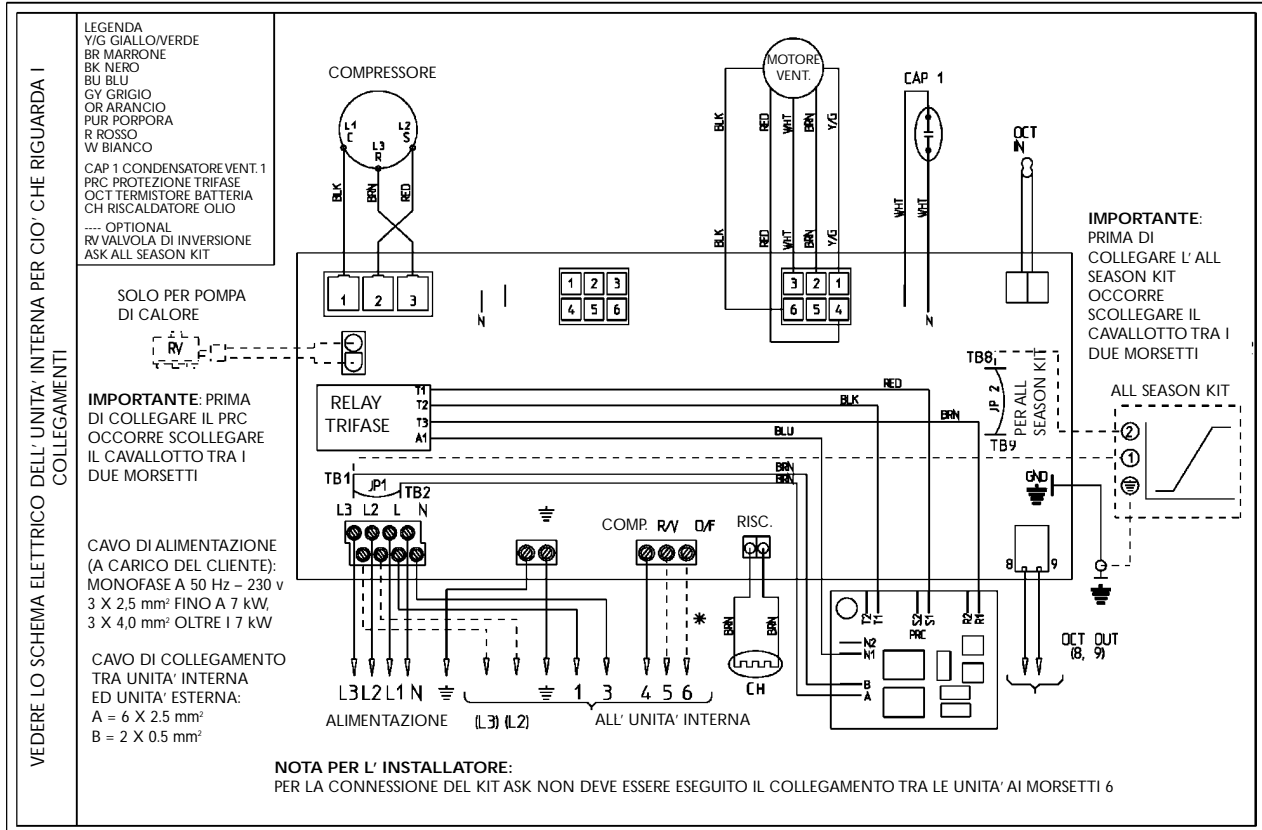 VEDERE LO SCHEMA ELETTRICO DELL' UNITA' INTERNA PER CIO' CHE RIGUARDA I
COLLEGAMENTI
LEGENDA
Y/G GIALLO/VERDE
BR MARRONE
BK NERO
BU BLU
GY GRIGIO
OR ARANCIO
PUR PORPORA
R ROSSO
W BIANCO
CAP 1 CONDENSATORE VENT. 1
PRC PROTEZIONE TRIFASE
OCT TERMISTORE BATTERIA
CH RISCALDATORE OLIO
---- OPTIONAL
RV VALVOLA DI INVERSIONE
ASK ALL SEASON KIT
COMPRESSORE
L1 L2
C S
L3
R
BLK BRN RED
1 2 3
MOTORE
VENT.
BLK RED WHT BRN Y/G
BLK RED WHT BRN Y/G
CAP 1
WHT WHT
N
OCT
IN
N
1 2 3
4 5 6
3 2 1
6 5 4
IMPORTANTE:
PRIMA DI
COLLEGARE L' ALL
SEASON KIT
OCCORRE
SCOLLEGARE IL
CAVALLOTTO TRA I
DUE MORSETTI
SOLO PER POMPA
DI CALORE
RV
IMPORTANTE: PRIMA
DI COLLEGARE IL PRC
OCCORRE SCOLLEGARE
IL CAVALLOTTO TRA I
DUE MORSETTI
RELAY
TRIFASE
T1
T2
T3
A1
RED
BLK
BRN
BLU
BRN
BRN
TB8
JP 2
TB9
PER ALL
SEASON KIT
ALL SEASON KIT
2
1
GND
TB1 JP1 TB2
L3 L2 L N
COMP. R/V O/F
RISC.
BRN BRN
CH
8 9
OCT OUT
(8, 9)
T2 T1 S2 S1 R2 R1
PRC
N2
N1
B
A
CAVO DI ALIMENTAZIONE
(A CARICO DEL CLIENTE):
MONOFASE A 50 Hz – 230 v
3 X 2,5 mm² FINO A 7 kW,
3 X 4,0 mm² OLTRE I 7 kW
CAVO DI COLLEGAMENTO
TRA UNITA' INTERNA
ED UNITA' ESTERNA:
A = 6 X 2.5 mm²
B = 2 X 0.5 mm²
*
L3 L2 L1 N 1 3 4 5 6
ALIMENTAZIONE
(L3) (L2)
ALL' UNITA' INTERNA
NOTA PER L' INSTALLATORE:
PER LA CONNESSIONE DEL KIT ASK NON DEVE ESSERE ESEGUITO IL COLLEGAMENTO TRA LE UNITA' AI MORSETTI 6